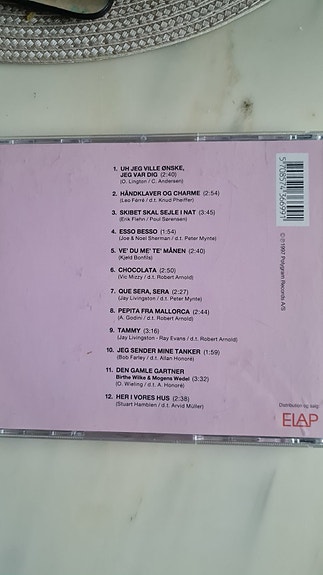 1. UH JEG VILLE ØNSKE,
JEG VAR DIG (2:40)
(O. Lington / C. Andersen)
2. HÅNDKLAVER OG CHARME (2:54)
(Leo Ferré / d.t. Knud Pheiffer)
3. SKIBET SKAL SEJLE I NAT (3:45)
(Erik Fiehn / Poul Sørensen)
4. ESSO BESSO (1:54)
(Joe & Noel Sherman / d.t. Peter Mynte)
5. VE' DU ME' TE' MÅNEN (2:40)
(Kjeld Bonfils)
6. CHOCOLATA (2:50)
(Vic Mizzy / d.t. Robert Arnold)
7. QUE SERA, SERA (2:27)
(Jay Livingston / d.t. Peter Mynte)
8. PEPITA FRA MALLORCA (2:44)
(A. Godini / d.t. Robert Arnold)
9. TAMMY (3:16)
(Jay Livingston - Ray Evans / d.t. Robert Arnold)
10. JEG SENDER MINE TANKER (1:59)
(Bob Farley / d.t. Allan Honoré)
11. DEN GAMLE GARTNER
Birthe Wilke & Mogens Wedel (3:32)
(O. Wieling / d.t. A. Honoré)
12. HER I VORES HUS (2:38)
(Stuart Hamblen / d.t. Arvid Müller)
5708574366991
℗ 1997 Polygram Records A/S
Distribution og salg:
ELAP